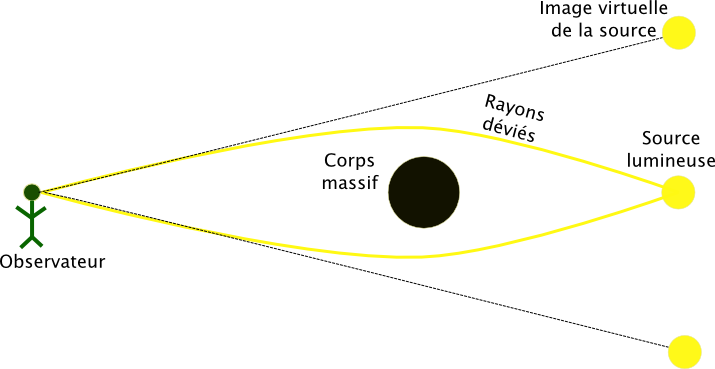 Image virtuelle
de la source
Rayons
déviés
Source
lumineuse
Corps
massif
Observateur